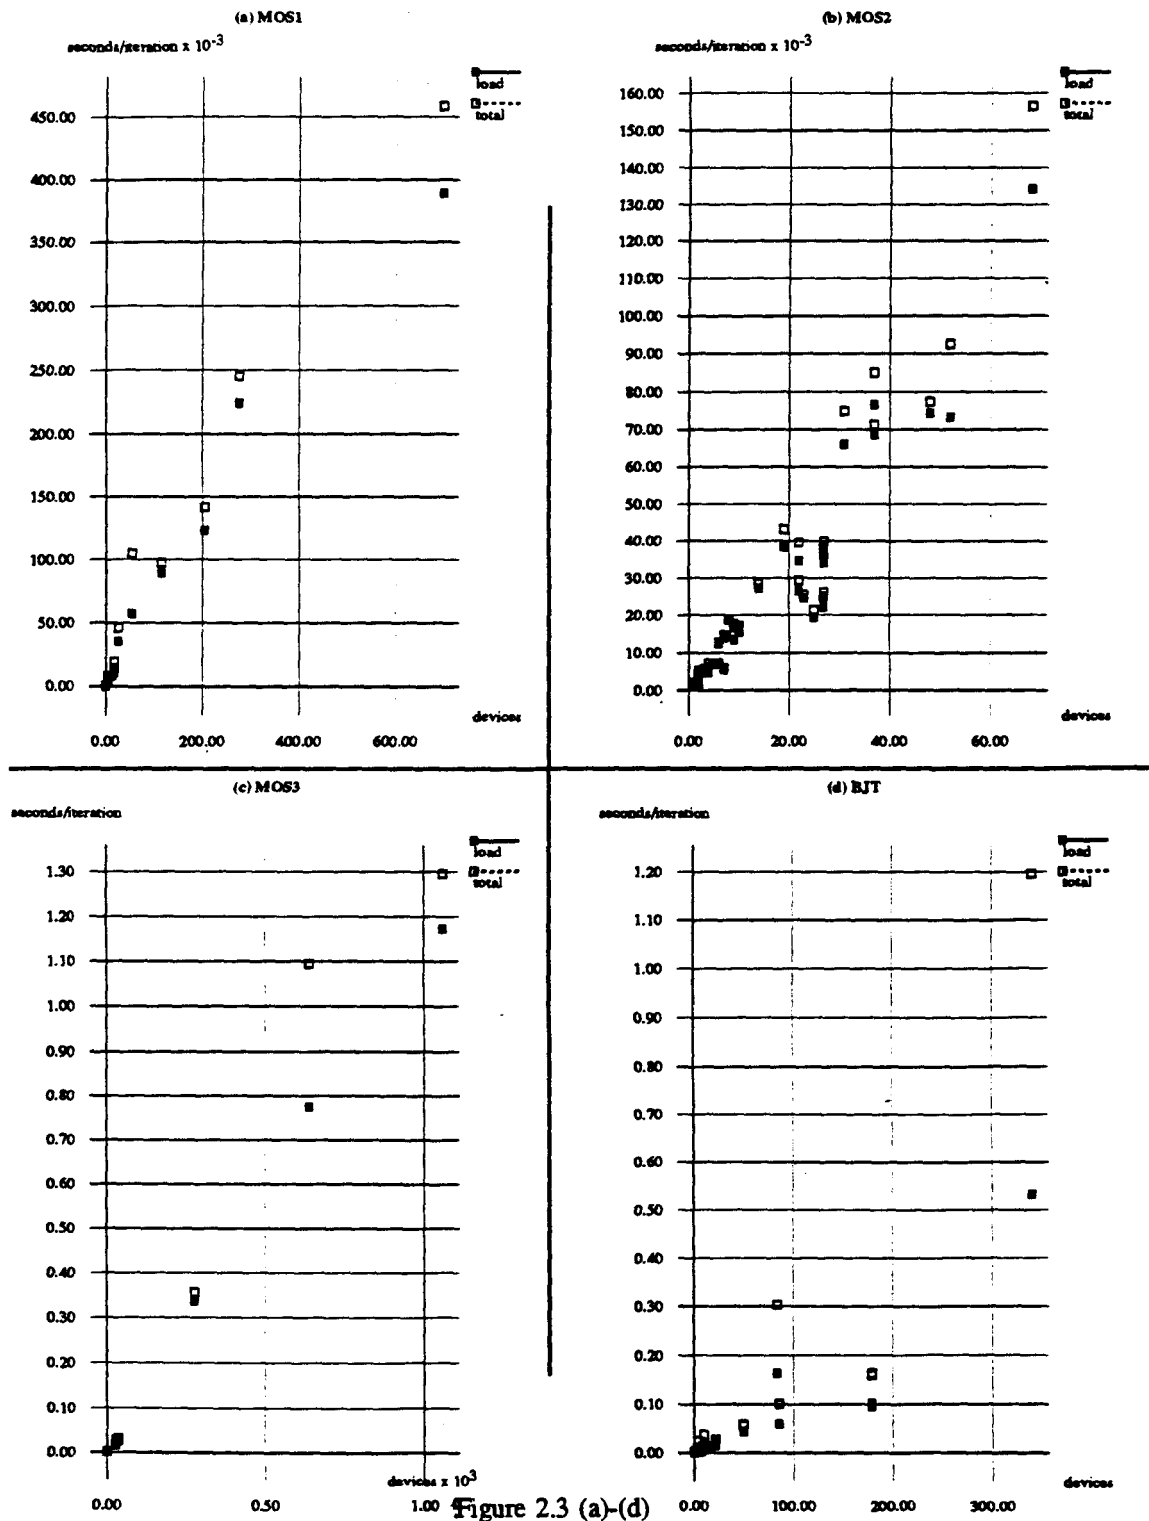 (a) MOS1
seconds/iteration x 10-3
load
total
450.00
400.00
350.00
300.00
250.00
200.00
150.00
100.00
50.00
0.00
devices
0.00 200.00 400.00 600.00
(b) MOS2
seconds/iteration x 10-3
load
total
160.00
150.00
140.00
130.00
120.00
110.00
100.00
90.00
80.00
70.00
60.00
50.00
40.00
30.00
20.00
10.00
0.00
devices
0.00 20.00 40.00 60.00
(c) MOS3
seconds/iteration
load
total
1.30
1.20
1.10
1.00
0.90
0.80
0.70
0.60
0.50
0.40
0.30
0.20
0.10
0.00
devices x 103
0.00 0.50 1.00
(d) BJT
seconds/iteration
load
total
1.20
1.10
1.00
0.90
0.80
0.70
0.60
0.50
0.40
0.30
0.20
0.10
0.00
devices
0.00 100.00 200.00 300.00
Figure 2.3 (a)-(d)